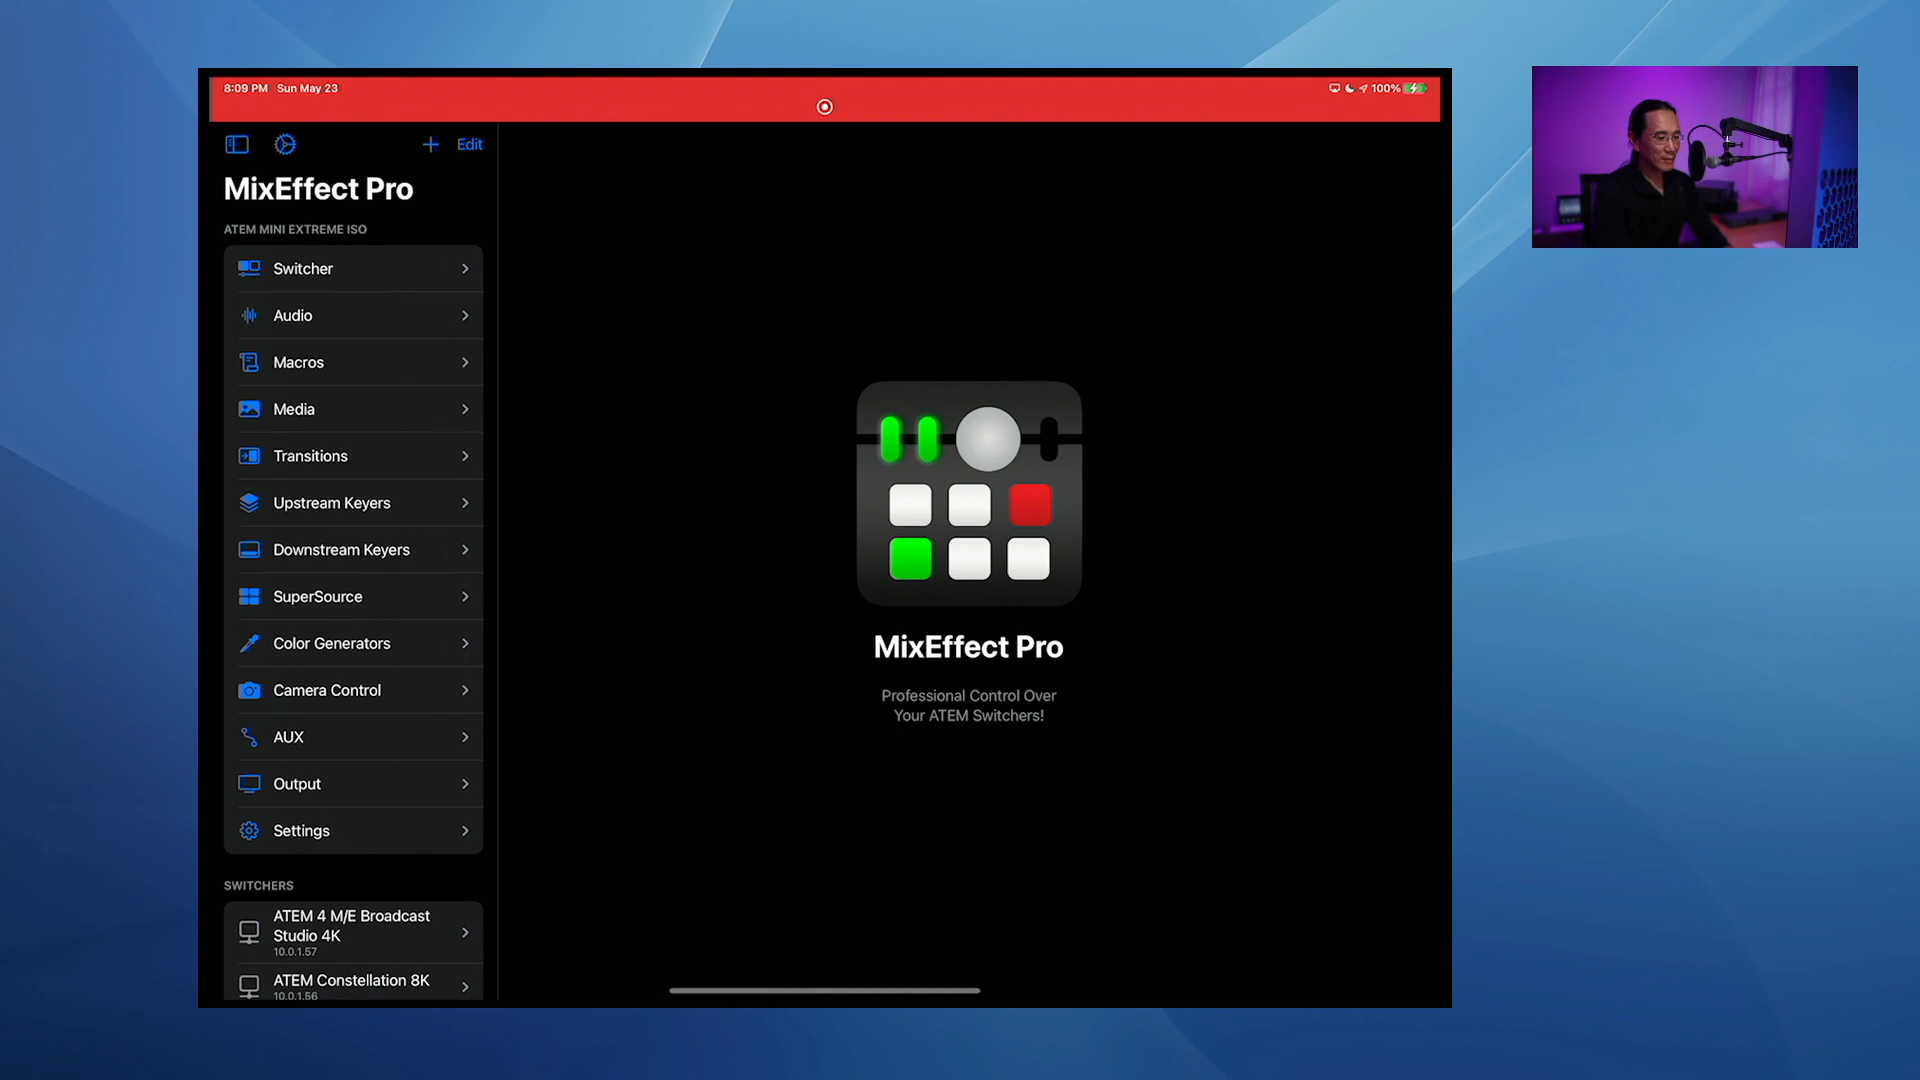 8:09 PM Sun May 23
100%
Edit
MixEffect Pro
ATEM MINI EXTREME ISO
Switcher
Audio
Macros
Media
Transitions
Upstream Keyers
Downstream Keyers
SuperSource
Color Generators
Camera Control
AUX
Output
Settings
SWITCHERS
ATEM 4 M/E Broadcast
Studio 4K
10.0.1.57
ATEM Constellation 8K
10.0.1.56
MixEffect Pro
Professional Control Over
Your ATEM Switchers!